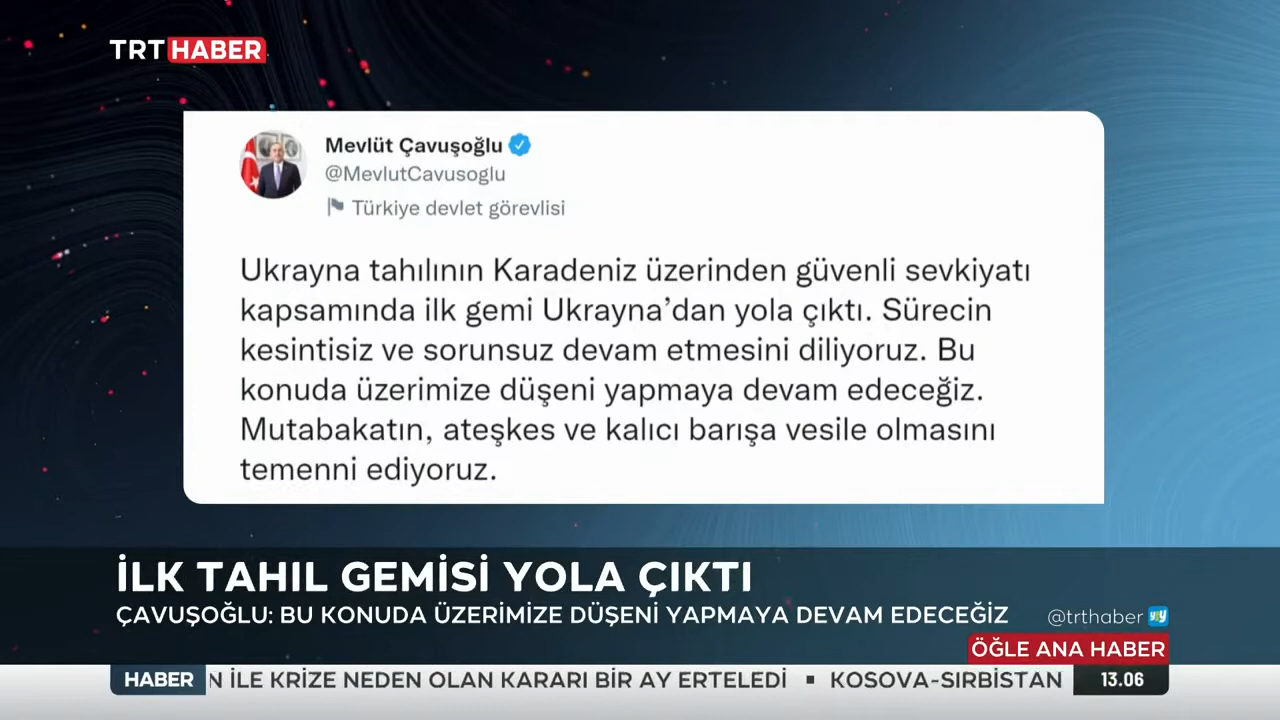 TRT HABER
Mevlüt Çavuşoğlu
@MevlutCavusoglu
Türkiye devlet görevlisi
Ukrayna tahılının Karadeniz üzerinden güvenli sevkiyatı
kapsamında ilk gemi Ukrayna’dan yola çıktı. Sürecin
kesintisiz ve sorunsuz devam etmesini diliyoruz. Bu
konuda üzerimize düşeni yapmaya devam edeceğiz.
Mutabakatın, ateşkes ve kalıcı barışa vesile olmasını
temenni ediyoruz.
İLK TAHIL GEMİSİ YOLA ÇIKTI
ÇAVUŞOĞLU: BU KONUDA ÜZERİMİZE DÜŞENİ YAPMAYA DEVAM EDECEĞİZ
@trthaber
ÖĞLE ANA HABER
HABER N İLE KRİZE NEDEN OLAN KARARI BİR AY ERTELEDİ ▪ KOSOVA-SIRBİSTAN 13.06